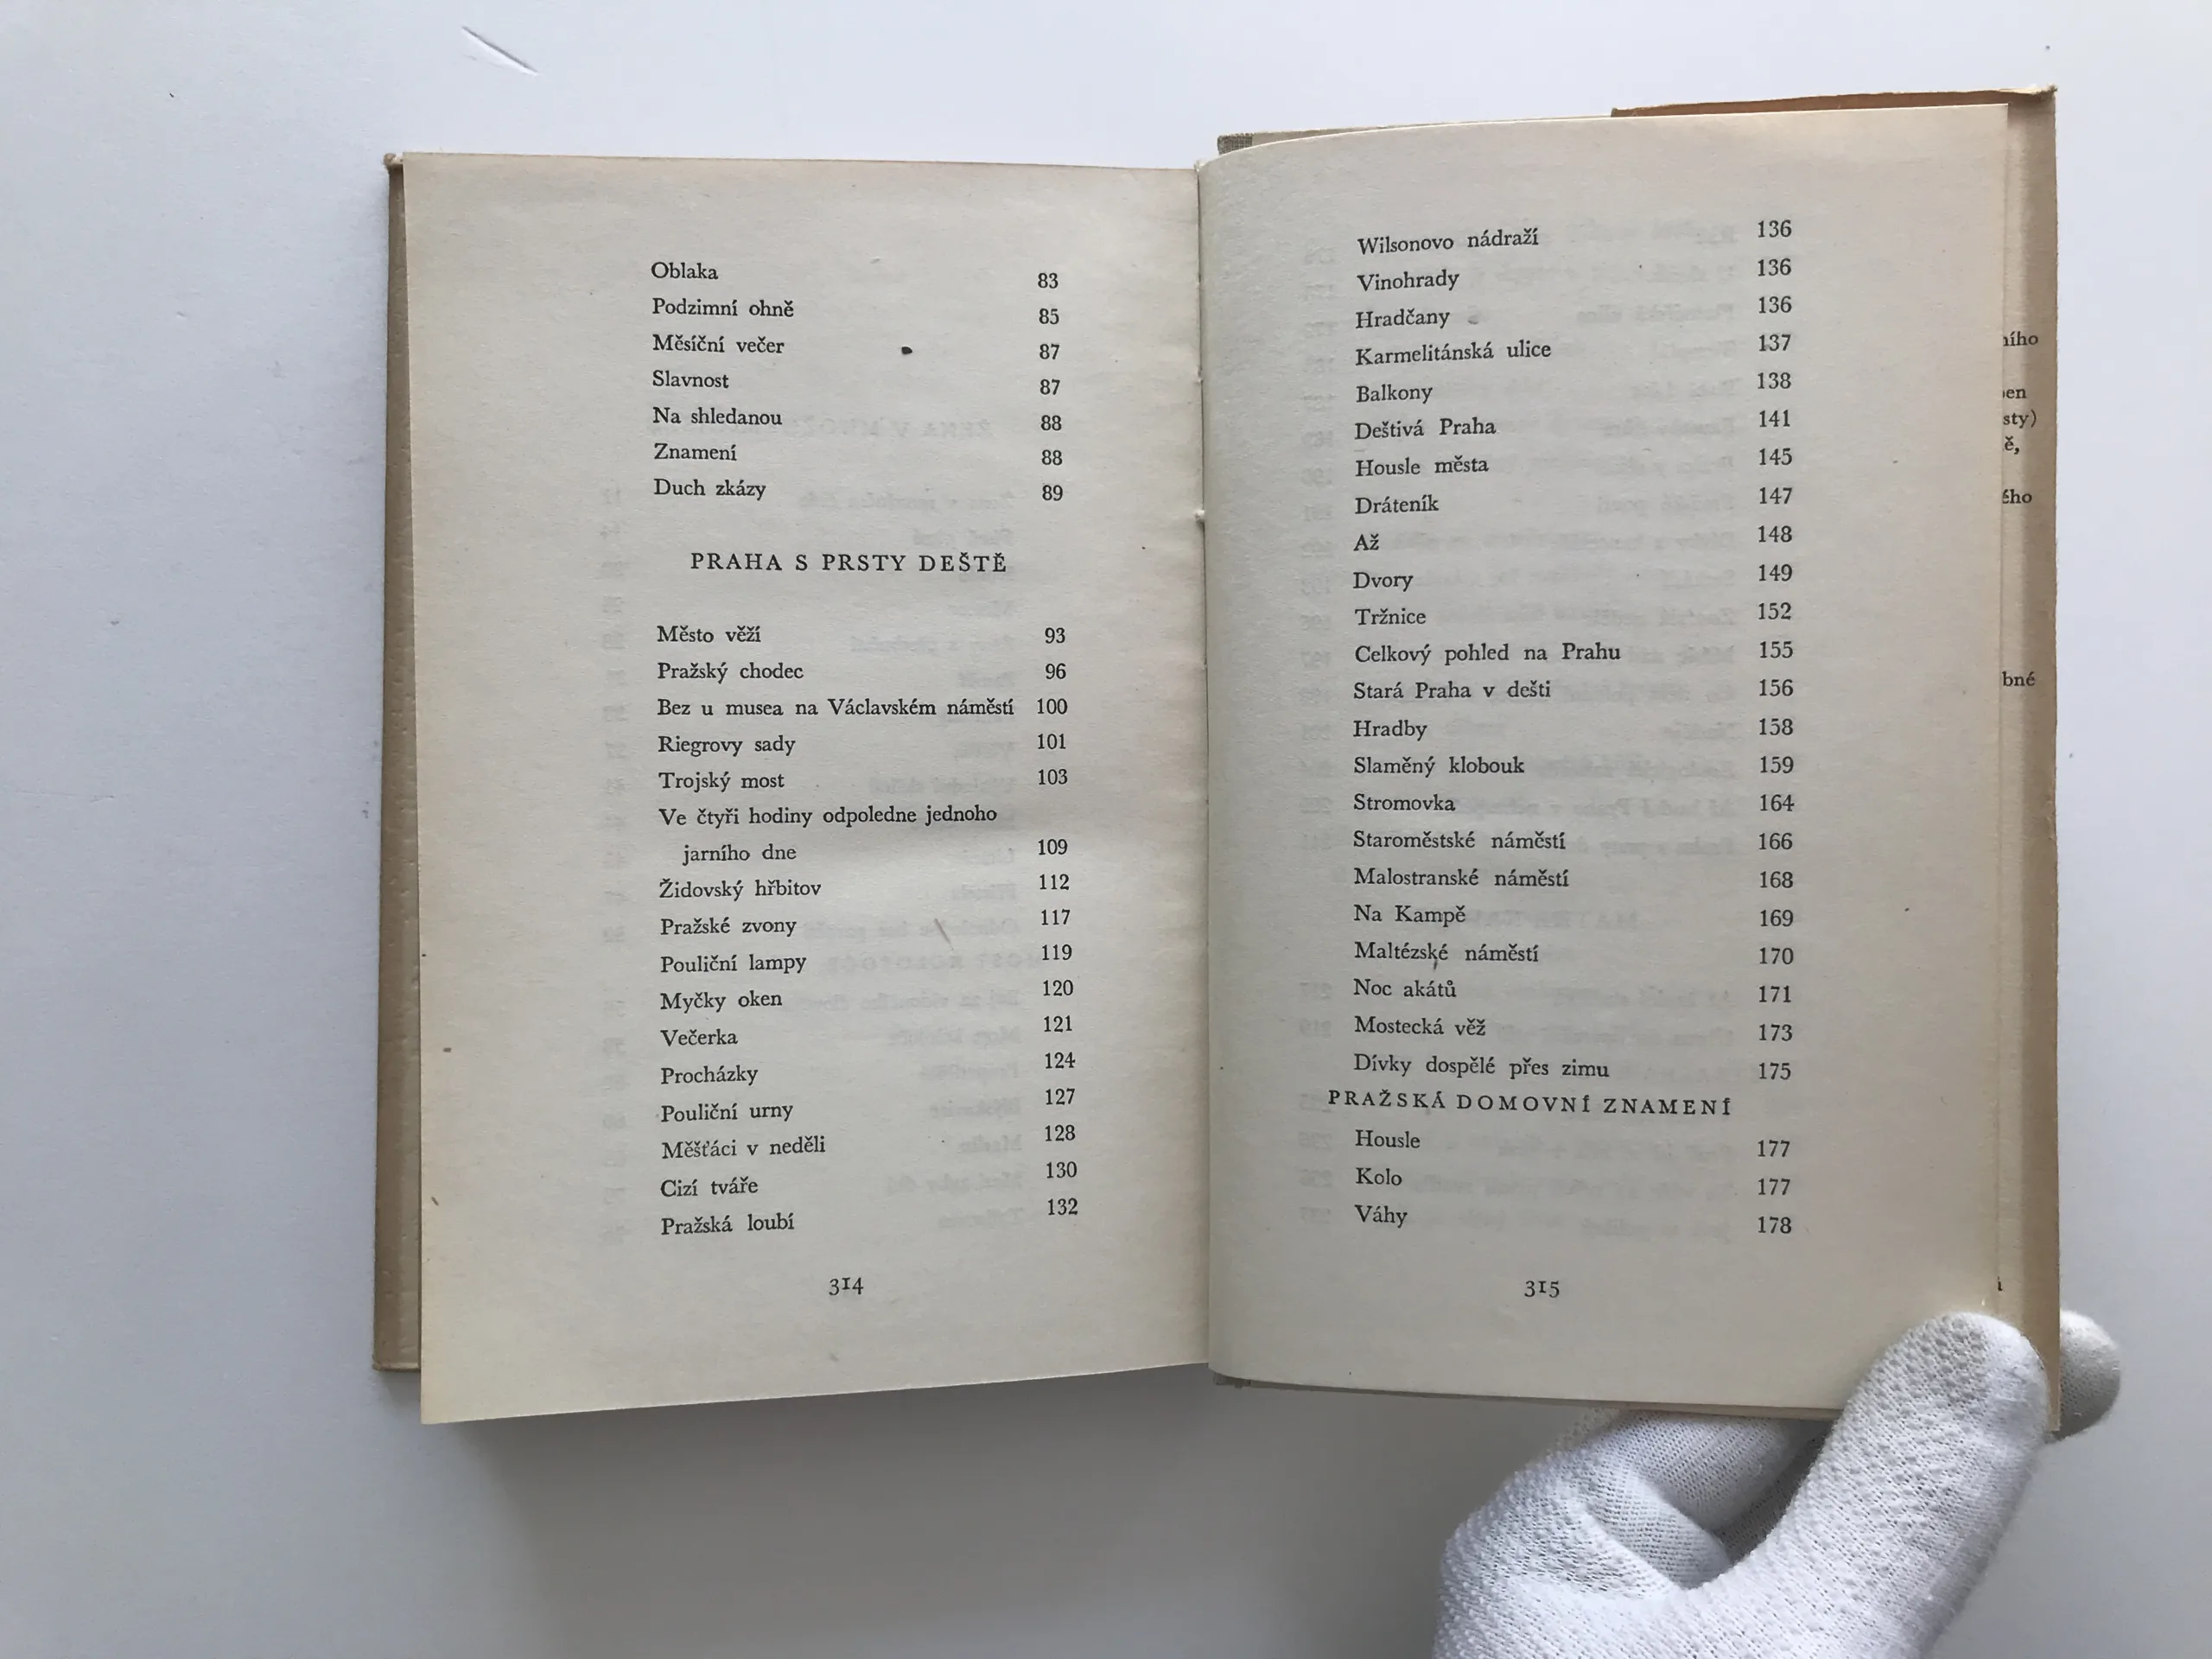 Oblaka 83
Podzimní ohně 85
Měsíční večer 87
Slavnost 87
Na shledanou 88
Znamení 88
Duch zkázy 89
PRAHA S PRSTY DEŠTĚ
Město věží 93
Pražský chodec 96
Bez u musea na Václavském náměstí 100
Riegrovy sady 101
Trojský most 103
Ve čtyři hodiny odpoledne jednoho
jarního dne 109
Židovský hřbitov 112
Pražské zvony 117
Pouliční lampy 119
Myčky oken 120
Večerka 121
Procházky 124
Pouliční urny 127
Měšťáci v neděli 128
Cizí tváře 130
Pražská loubí 132
314
Wilsonovo nádraží 136
Vinohrady 136
Hradčany 136
Karmelitánská ulice 137
Balkony 138
Deštivá Praha 141
Housle města 145
Dráteník 147
Až 148
Dvory 149
Tržnice 152
Celkový pohled na Prahu 155
Stará Praha v dešti 156
Hradby 158
Slaměný klobouk 159
Stromovka 164
Staroměstské náměstí 166
Malostranské náměstí 168
Na Kampě 169
Maltézské náměstí 170
Noc akátů 171
Mostecká věž 173
Dívky dospělé přes zimu 175
PRAŽSKÁ DOMOVNÍ ZNAMENÍ
Housle 177
Kolo 177
Váhy 178
315